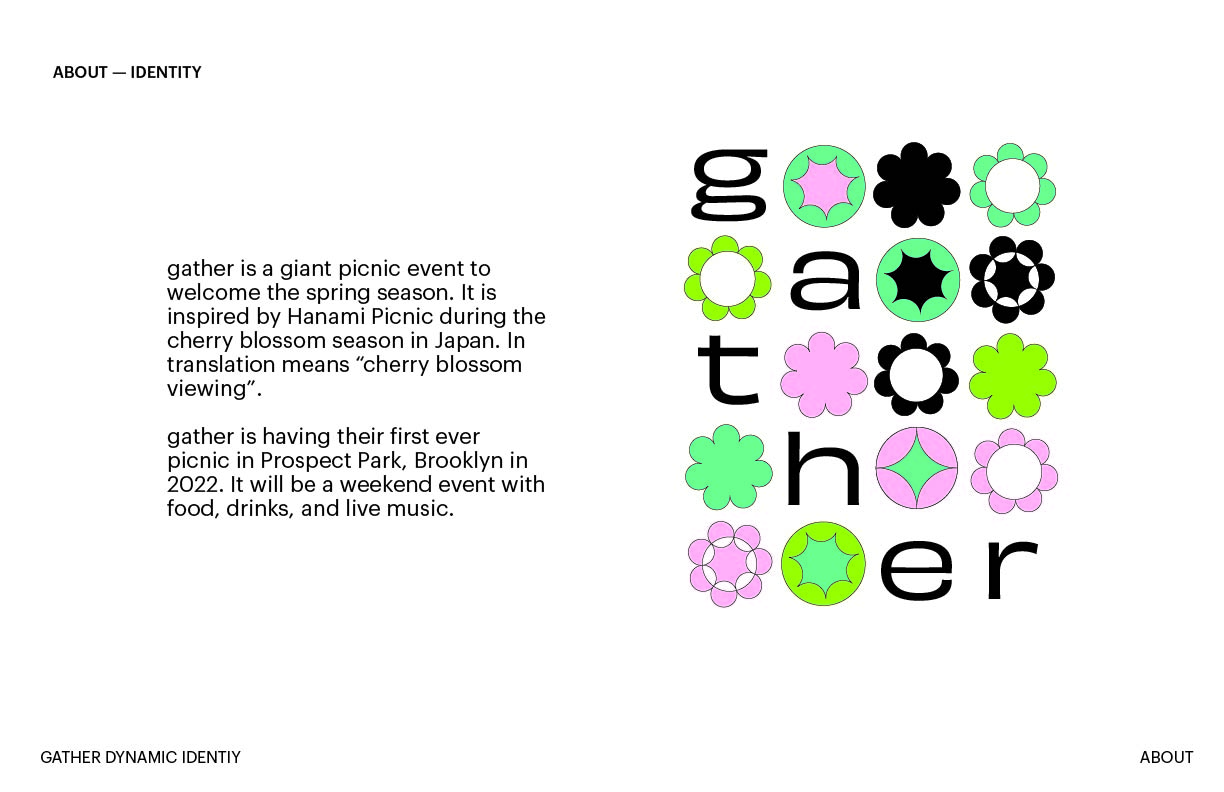 ABOUT — IDENTITY
gather is a giant picnic event to
welcome the spring season. It is
inspired by Hanami Picnic during the
cherry blossom season in Japan. In
translation means “cherry blossom
viewing”.
gather is having their first ever
picnic in Prospect Park, Brooklyn in
2022. It will be a weekend event with
food, drinks, and live music.
g
a
t
h
e r
GATHER DYNAMIC IDENTIY
ABOUT